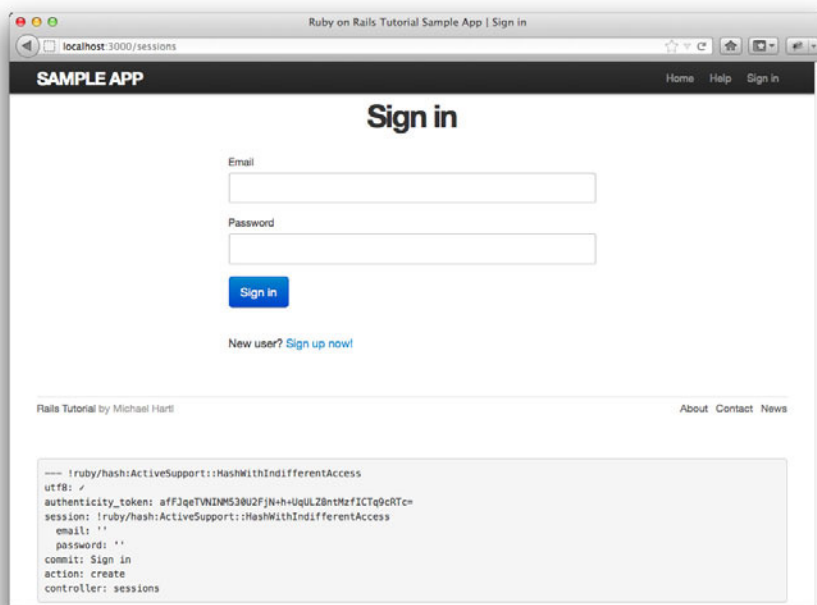 Ruby on Rails Tutorial Sample App | Sign in
localhost:3000/sessions
SAMPLE APP
Home Help Sign in
Sign in
Email
Password
Sign in
New user? Sign up now!
Rails Tutorial by Michael Hartl
About Contact News
--- !ruby/hash:ActiveSupport::HashWithIndifferentAccess
utf8: ✓
authenticity_token: afFJqeTVNINM530U2FjN+h+UqULZ8ntMzfICTq9cRTc=
session: !ruby/hash:ActiveSupport::HashWithIndifferentAccess
email: ''
password: ''
commit: Sign in
action: create
controller: sessions